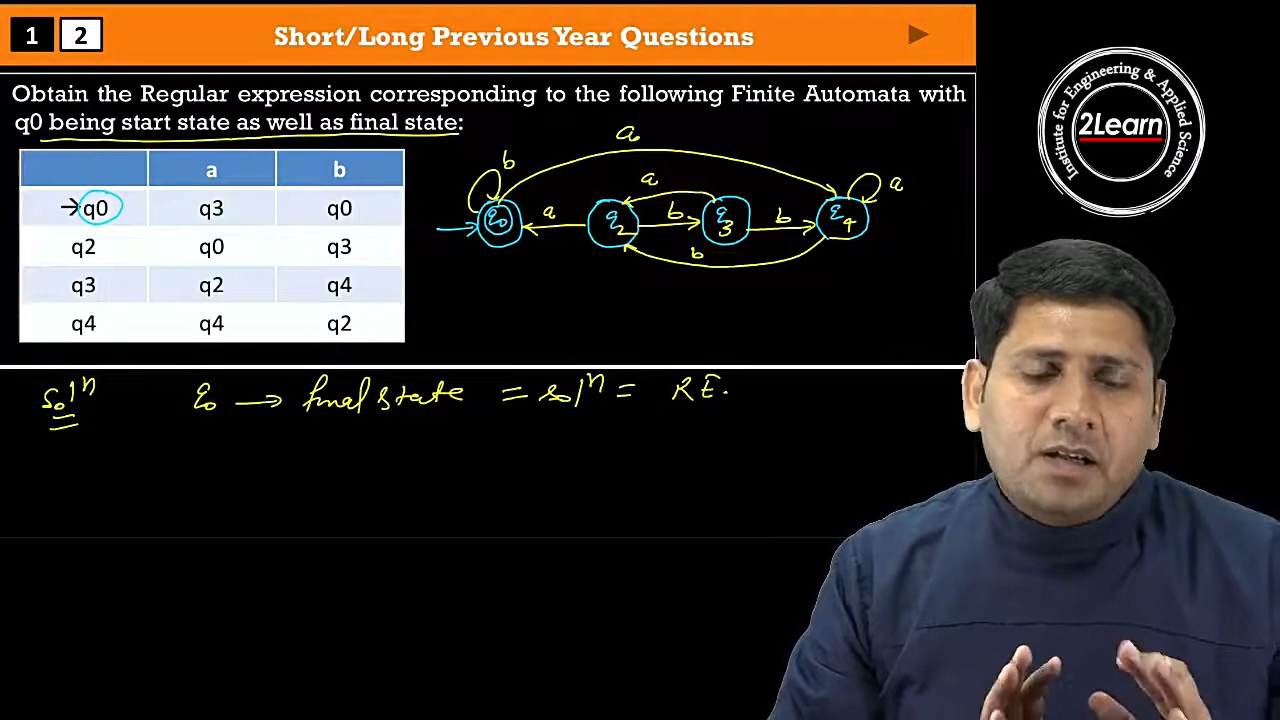 1 2 Short/Long Previous Year Questions
Obtain the Regular expression corresponding to the following Finite Automata with
q0 being start state as well as final state:
a b
→q0 q3 q0
q2 q0 q3
q3 q2 q4
q4 q4 q2
a
b a a
q0 a q2 b q3 b q4
b
Soln q0 → final state = soln = RE.
Institute for Engineering & Applied Science
2Learn